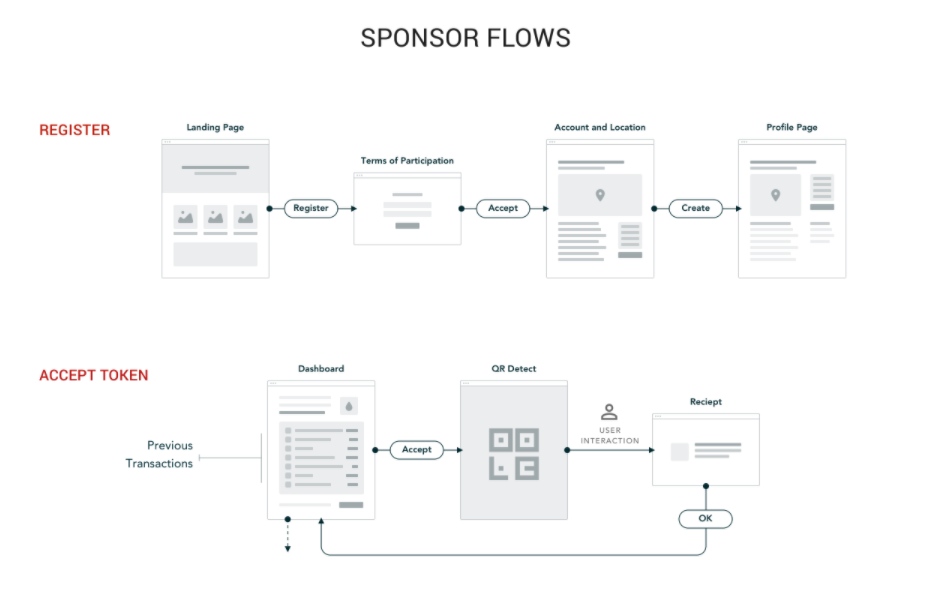 SPONSOR FLOWS
REGISTER
Landing Page
Terms of Participation
Account and Location
Profile Page
Register
Accept
Create
ACCEPT TOKEN
Dashboard
QR Detect
Reciept
Previous
Transactions
Accept
USER
INTERACTION
OK